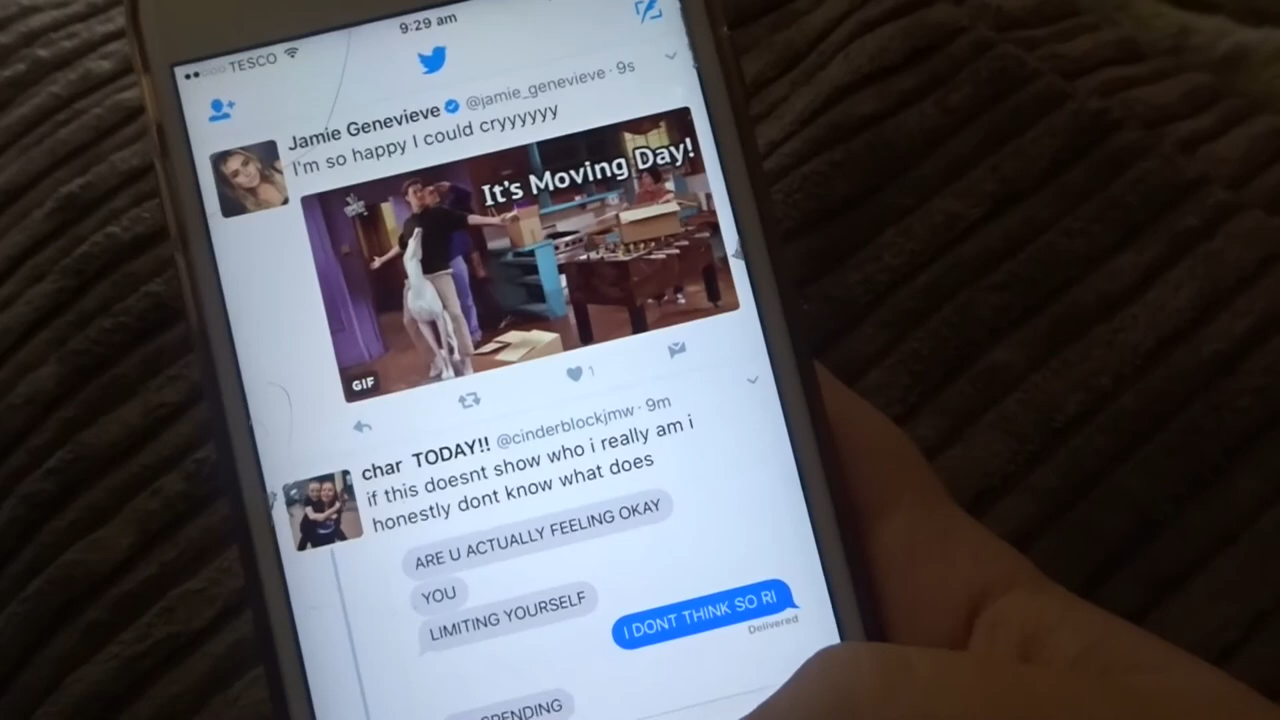 9:29 am
TESCO
Jamie Genevieve @jamie_genevieve · 9s
I'm so happy I could cryyyyyy
It's Moving Day!
GIF
1
char TODAY!! @cinderblockjmw · 9m
if this doesnt show who i really am i
honestly dont know what does
ARE U ACTUALLY FEELING OKAY
YOU
LIMITING YOURSELF
I DONT THINK SO RI
Delivered
SPENDING